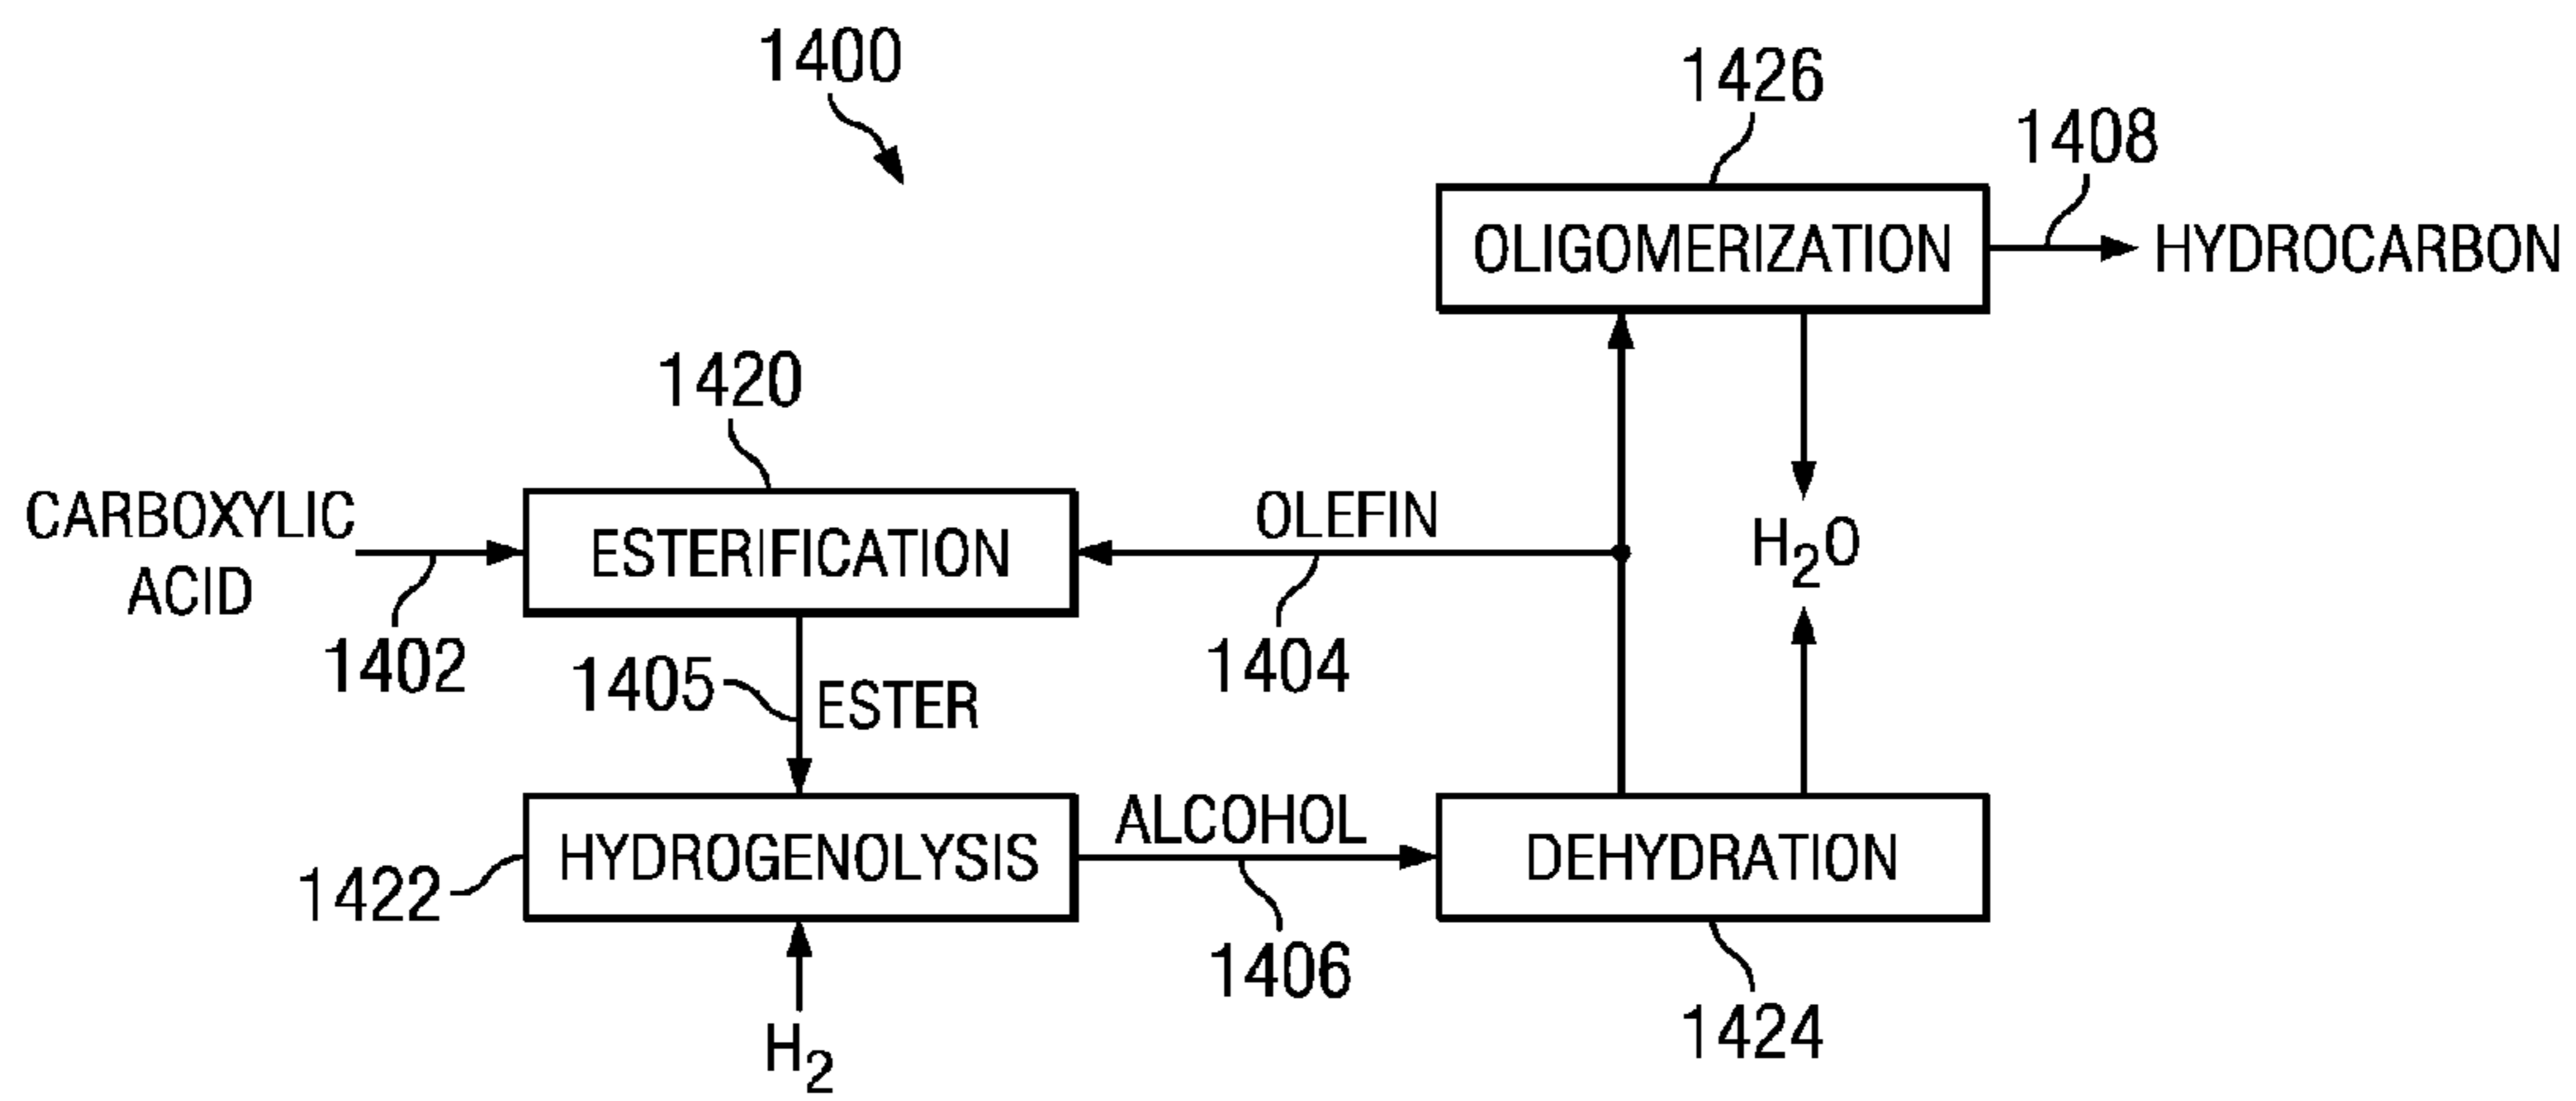 1400
1426
1408
OLIGOMERIZATION
HYDROCARBON
1420
CARBOXYLIC
ACID
1402
ESTERIFICATION
OLEFIN
1404
H2O
1405
ESTER
1422
HYDROGENOLYSIS
ALCOHOL
1406
DEHYDRATION
1424
H2